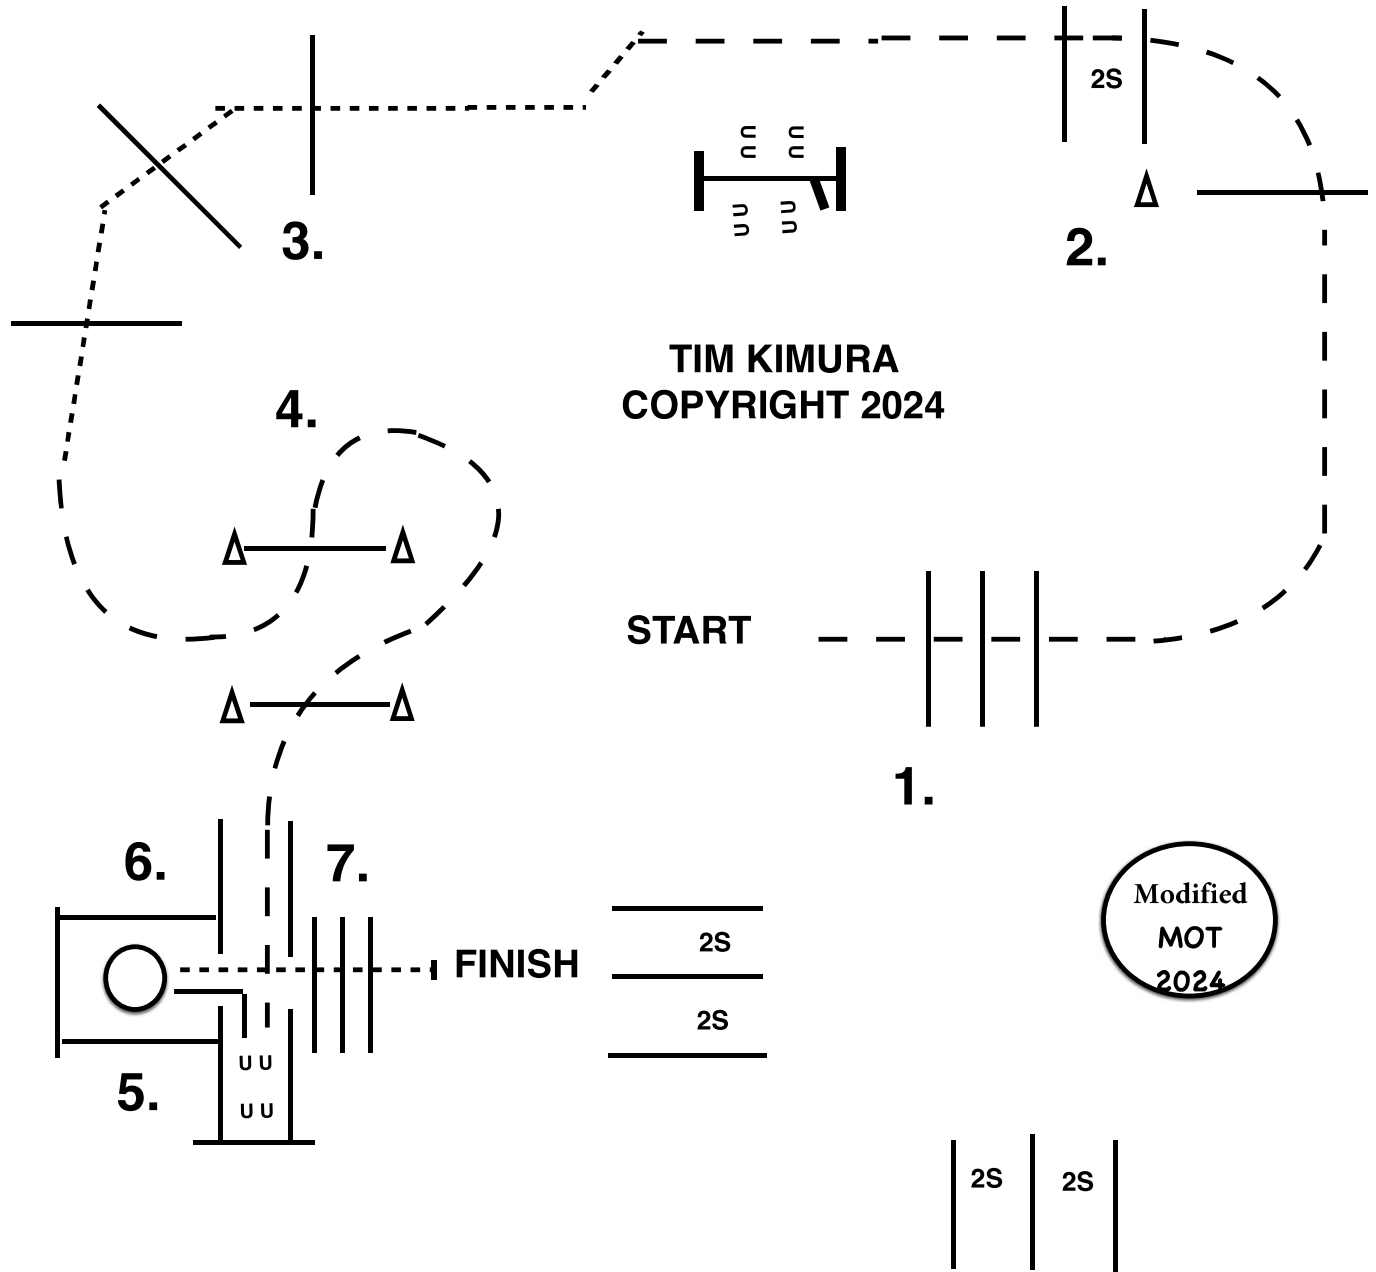 2S
3.
2.
TIM KIMURA
COPYRIGHT 2024
4.
START
1.
6.
7.
Modified
MOT
2024
2S
FINISH
2S
5.
U U
U U
2S
2S